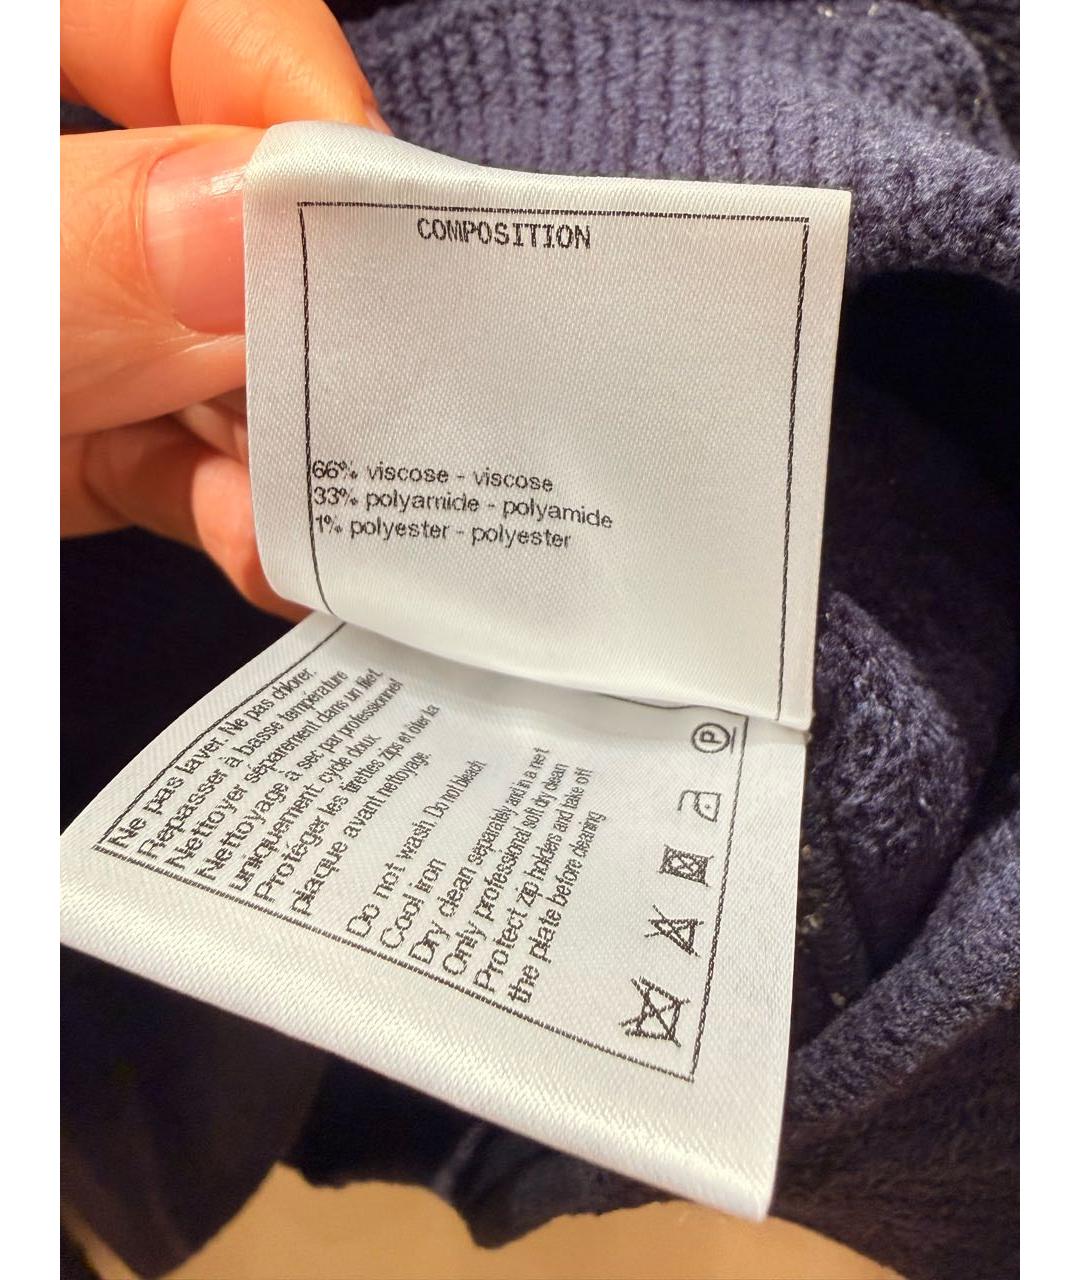 COMPOSITION
66% viscose - viscose
33% polyamide - polyamide
1% polyester - polyester
Ne pas laver. Ne pas chlorer.
Repasser à basse température
Nettoyer séparement dans un filet
Nettoyage à sec par professionnel
uniquement, cycle doux.
Protéger les tirettes zips et ôter la
plaque avant nettoyage.
Do not wash. Do not bleach
Cool iron
Dry clean separately and in a net
Only professional soft dry clean
Protect zip holders and take off
the plate before cleaning
P